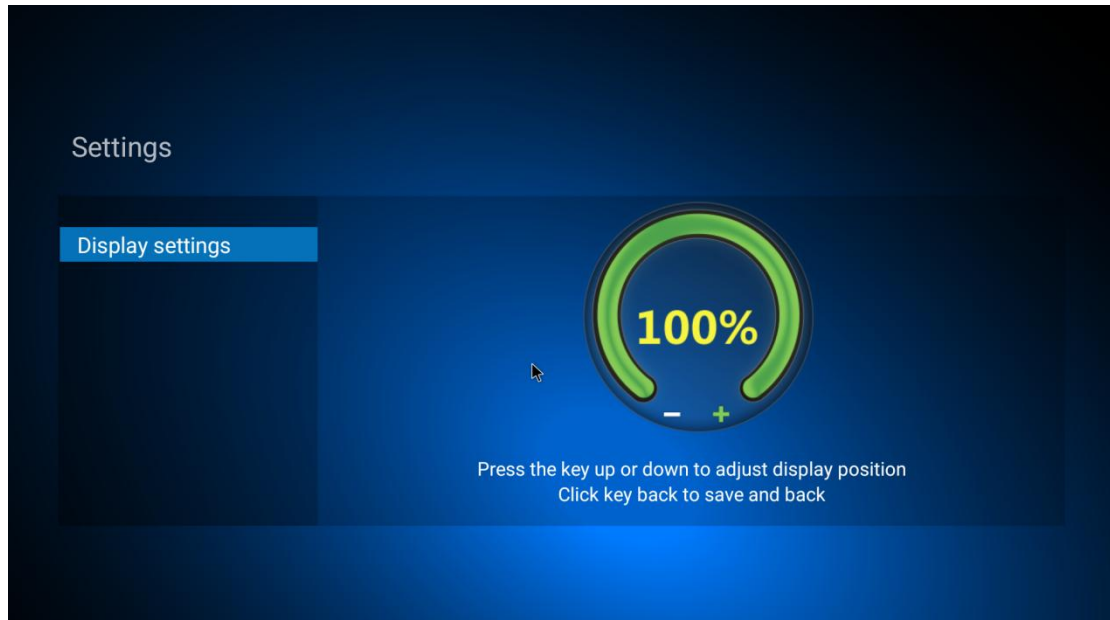 Settings
Display settings
100%
- +
Press the key up or down to adjust display position
Click key back to save and back